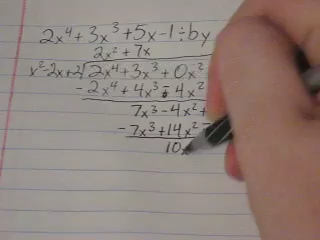 2x⁴+3x³+5x-1÷by
2x²+7x
x²-2x+2√2x⁴+3x³+0x²
-2x⁴+4x³-4x²
7x³-4x²+
-7x³+14x²-
10x